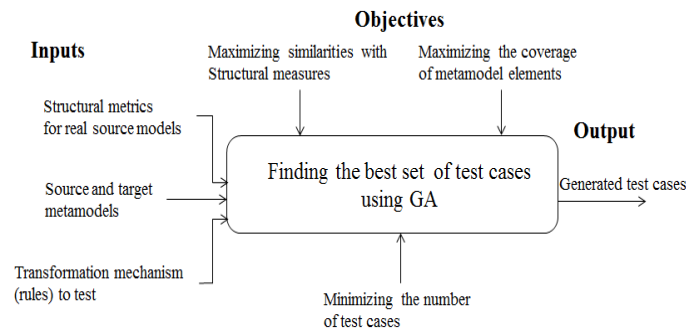 Objectives
Inputs
Maximizing similarities with
Structural measures
Maximizing the coverage
of metamodel elements
Structural metrics
for real source models
Output
Finding the best set of test cases
using GA
Generated test cases
Source and target
metamodels
Transformation mechanism
(rules) to test
Minimizing the number
of test cases